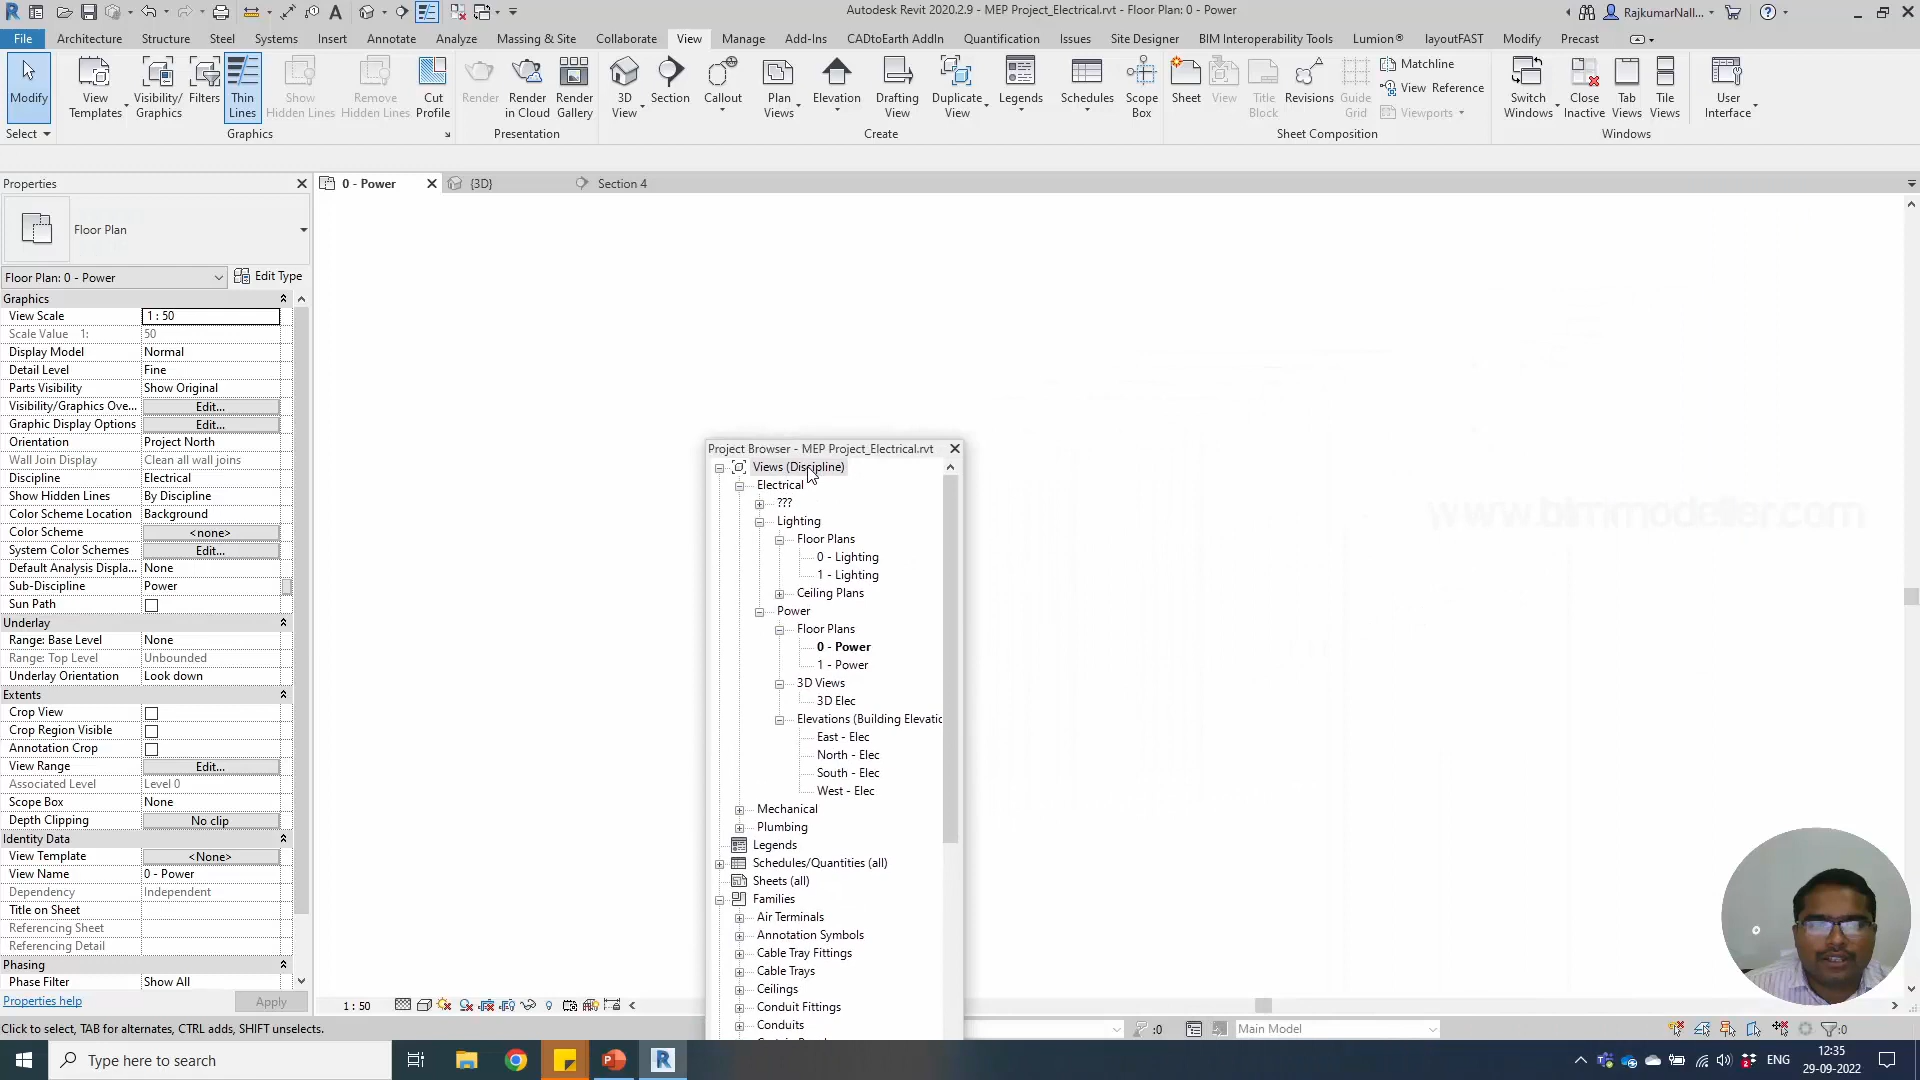 Autodesk Revit 2020.2.9 - MEP Project_Electrical.rvt - Floor Plan: 0 - Power
RajkumarNall...
File Architecture Structure Steel Systems Insert Annotate Analyze Massing & Site Collaborate View Manage Add-Ins CADtoEarth AddIn Quantification Issues Site Designer BIM Interoperability Tools Lumion® layoutFAST Modify Precast
Modify
View Templates
Visibility/ Graphics
Filters
Thin Lines
Show Hidden Lines
Remove Hidden Lines
Cut Profile
Render
Render in Cloud
Render Gallery
3D View
Section
Callout
Plan Views
Elevation
Drafting View
Duplicate View
Legends
Schedules
Scope Box
Sheet
View
Title Block
Revisions
Guide Grid
Matchline
View Reference
Viewports
Switch Windows
Close Inactive
Tab Views
Tile Views
User Interface
Select Graphics Presentation Create Sheet Composition Windows
Properties
0 - Power {3D} Section 4
Floor Plan
Floor Plan: 0 - Power Edit Type
Graphics
View Scale 1 : 50
Scale Value 1: 50
Display Model Normal
Detail Level Fine
Parts Visibility Show Original
Visibility/Graphics Ove... Edit...
Graphic Display Options Edit...
Orientation Project North
Wall Join Display Clean all wall joins
Discipline Electrical
Show Hidden Lines By Discipline
Color Scheme Location Background
Color Scheme <none>
System Color Schemes Edit...
Default Analysis Displa... None
Sub-Discipline Power
Sun Path
Underlay
Range: Base Level None
Range: Top Level Unbounded
Underlay Orientation Look down
Extents
Crop View
Crop Region Visible
Annotation Crop
View Range Edit...
Associated Level Level 0
Scope Box None
Depth Clipping No clip
Identity Data
View Template <None>
View Name 0 - Power
Dependency Independent
Title on Sheet
Referencing Sheet
Referencing Detail
Phasing
Phase Filter Show All
Properties help Apply
Project Browser - MEP Project_Electrical.rvt
Views (Discipline)
Electrical
???
Lighting
Floor Plans
0 - Lighting
1 - Lighting
Ceiling Plans
Power
Floor Plans
0 - Power
1 - Power
3D Views
3D Elec
Elevations (Building Elevatic
East - Elec
North - Elec
South - Elec
West - Elec
Mechanical
Plumbing
Legends
Schedules/Quantities (all)
Sheets (all)
Families
Air Terminals
Annotation Symbols
Cable Tray Fittings
Cable Trays
Ceilings
Conduit Fittings
Conduits
www.bimmodeller.com
1 : 50
Click to select, TAB for alternates, CTRL adds, SHIFT unselects.
:0 Main Model :0
Type here to search
ENG
12:35
29-09-2022